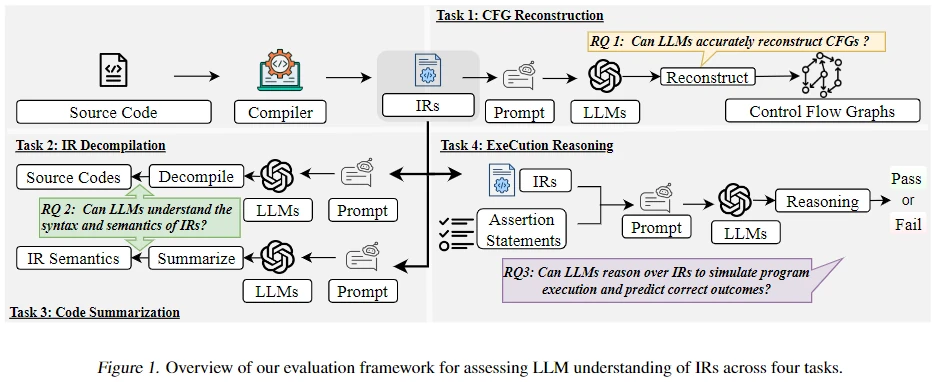 Task 1: CFG Reconstruction
RQ 1: Can LLMs accurately reconstruct CFGs ?
Source Code
Compiler
IRs
Prompt
LLMs
Reconstruct
Control Flow Graphs
Task 2: IR Decompilation
Source Codes
Decompile
LLMs
Prompt
RQ 2: Can LLMs understand the
syntax and semantics of IRs?
IR Semantics
Summarize
LLMs
Prompt
Task 3: Code Summarization
Task 4: ExeCution Reasoning
IRs
Assertion
Statements
Prompt
LLMs
Reasoning
Pass
or
Fail
RQ3: Can LLMs reason over IRs to simulate program
execution and predict correct outcomes?
Figure 1. Overview of our evaluation framework for assessing LLM understanding of IRs across four tasks.